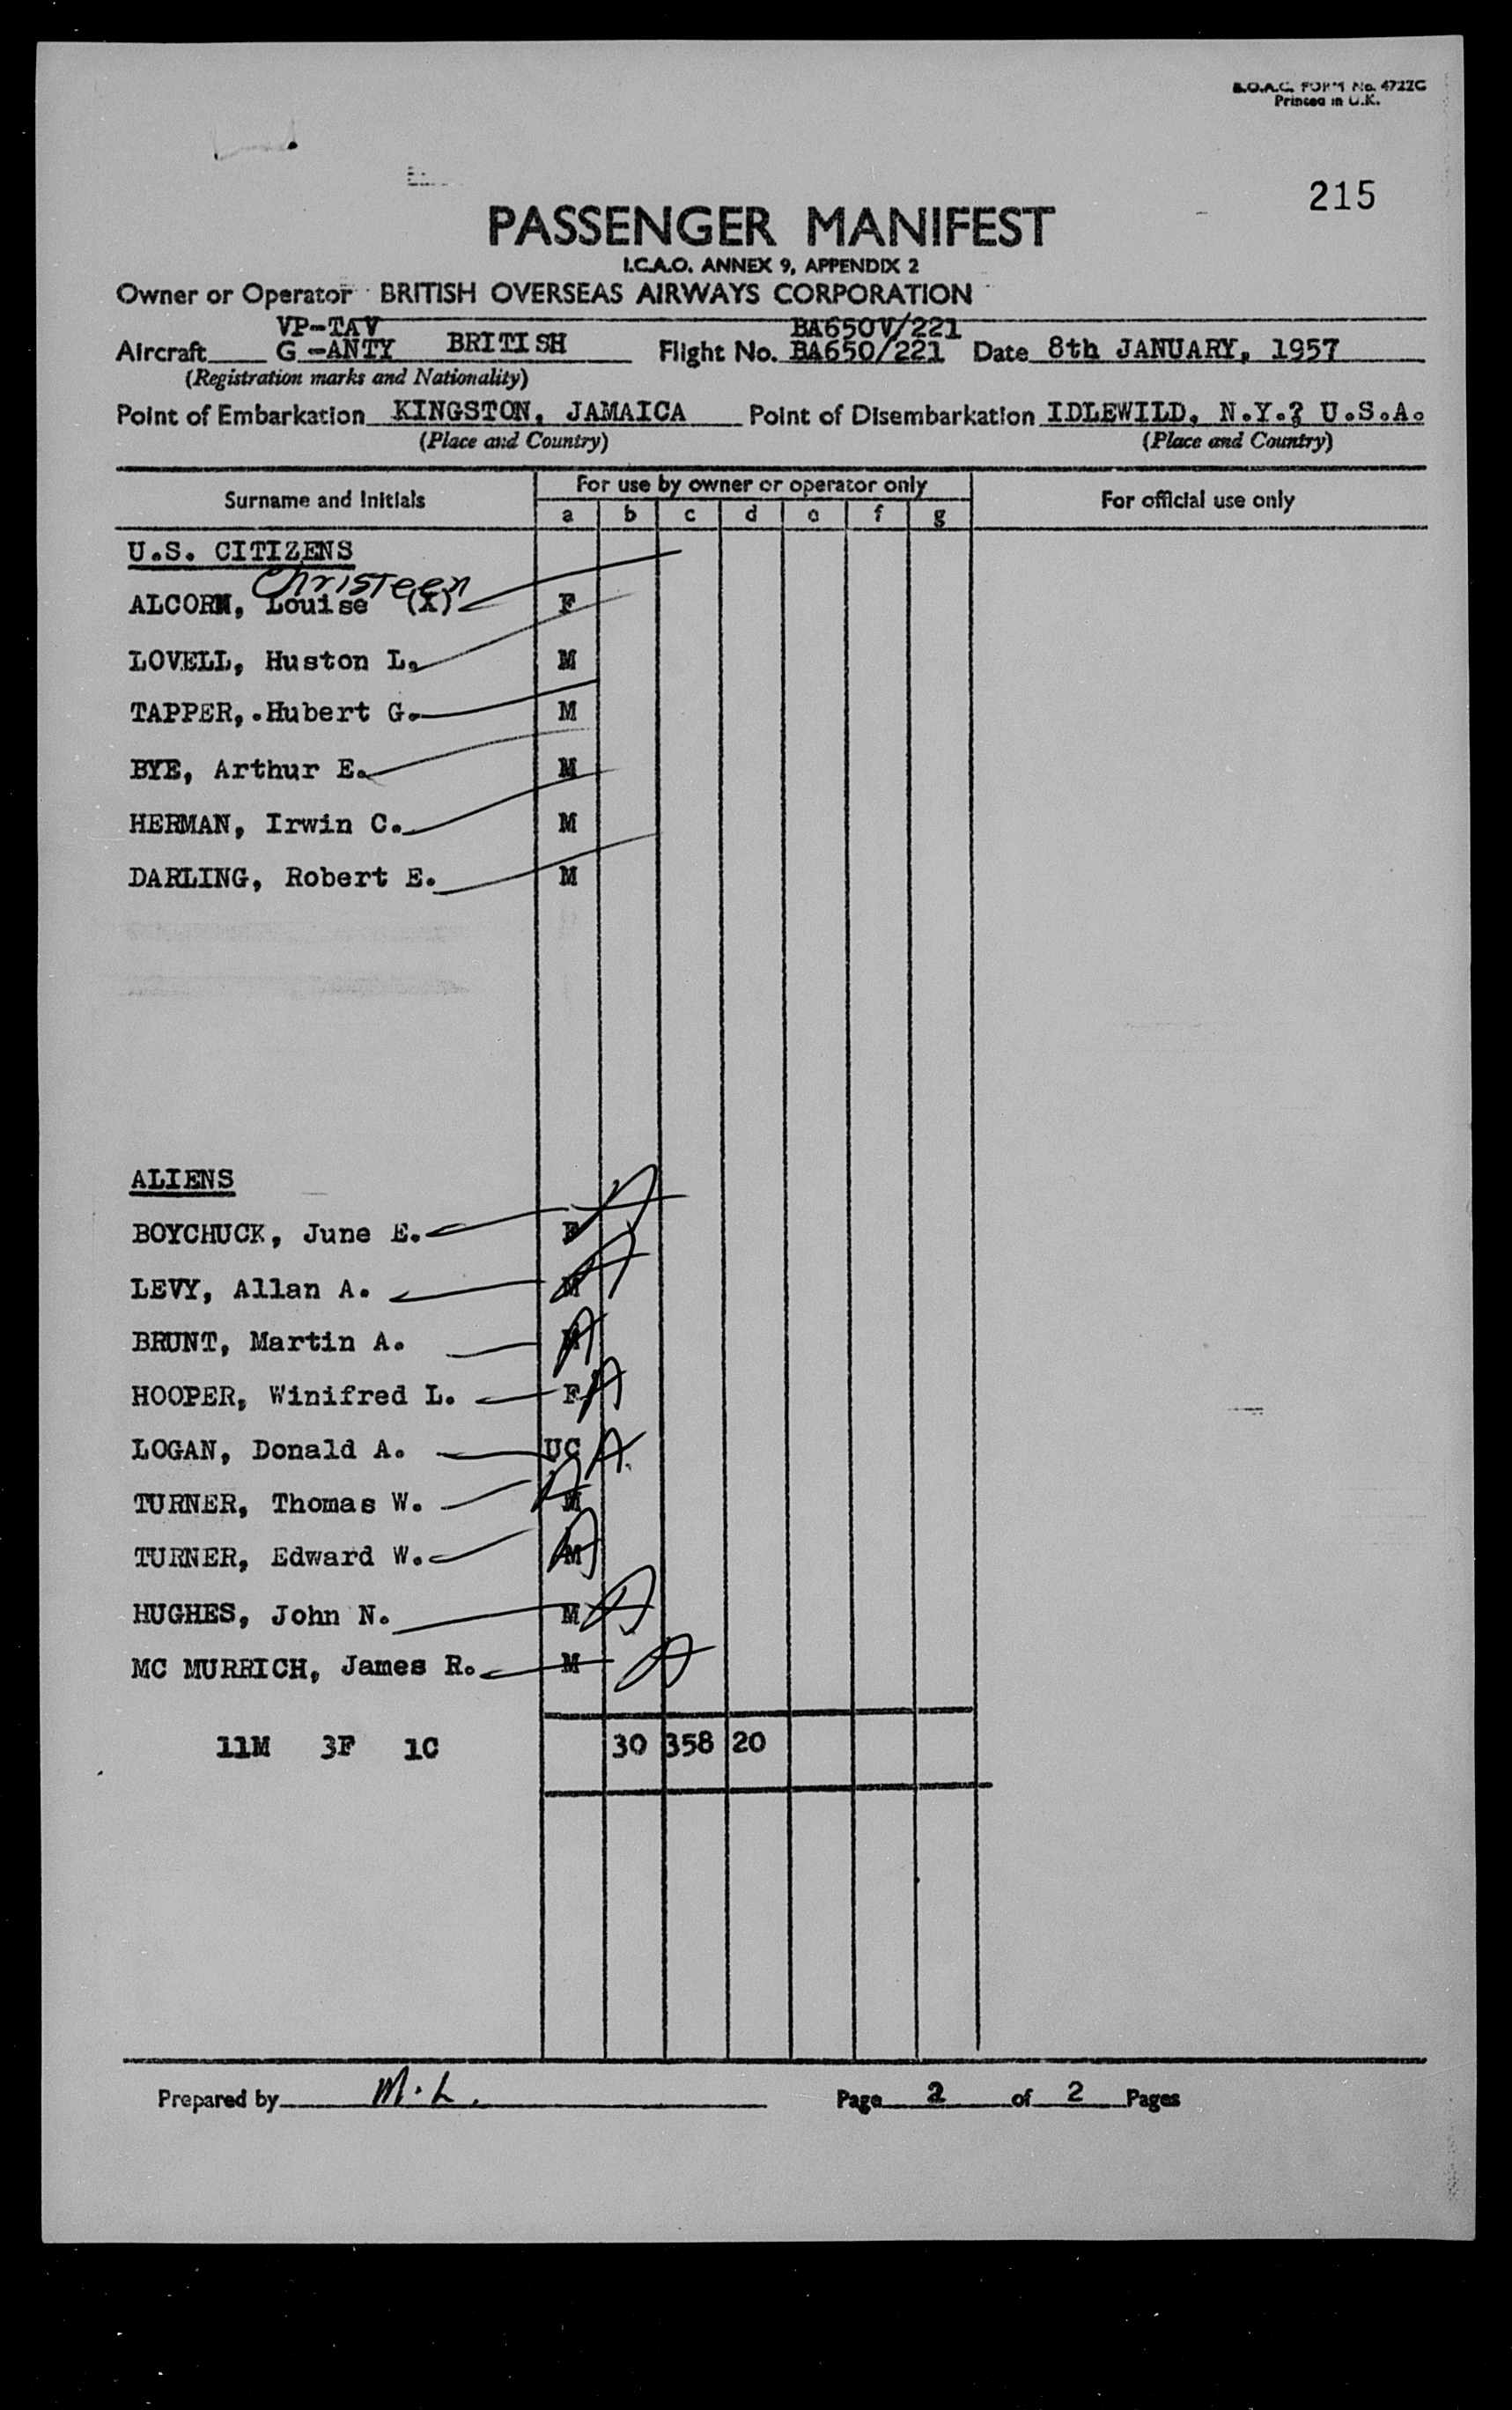 B.O.A.C. FORM No. 4722C
Printed in U.K.
215
PASSENGER MANIFEST
I.C.A.O. ANNEX 9, APPENDIX 2
Owner or Operator BRITISH OVERSEAS AIRWAYS CORPORATION
VP-TAV BA650V/221
Aircraft G -ANTY BRITISH Flight No. BA650/221 Date 8th JANUARY, 1957
(Registration marks and Nationality)
Point of Embarkation KINGSTON, JAMAICA Point of Disembarkation IDLEWILD, N.Y.? U.S.A.
(Place and Country) (Place and Country)
Surname and Initials For use by owner or operator only For official use only
a b c d e f g
U.S. CITIZENS
Christeen
ALCORN, Louise (X) F
LOVELL, Huston L. M
TAPPER, Hubert G. M
BYE, Arthur E. M
HERMAN, Irwin C. M
DARLING, Robert E. M
ALIENS
BOYCHUCK, June E. F
LEVY, Allan A. M
BRUNT, Martin A. M
HOOPER, Winifred L. F
LOGAN, Donald A. UC
TURNER, Thomas W. M
TURNER, Edward W. M
HUGHES, John N. M
MC MURRICH, James R. M
11M 3F 1C 30 358 20
Prepared by M.L. Page 2 of 2 Pages